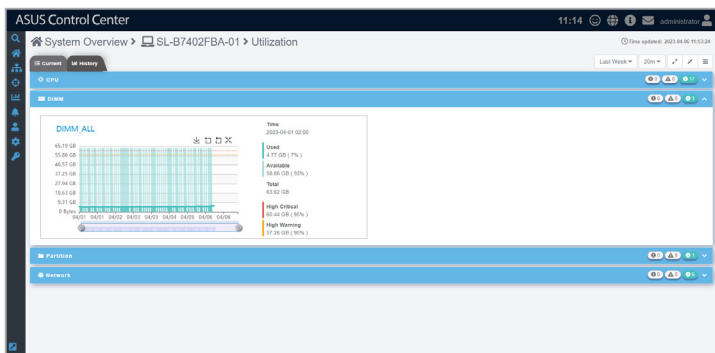 ASUS Control Center
11:14
administrator
System Overview > SL-B7402FBA-01 > Utilization
Time updated: 2023-04-06 11:53:24
Current
History
Last Week
20m
CPU
0 0 17
DIMM
0 0 1
DIMM_ALL
65.19 GB
55.88 GB
46.57 GB
37.25 GB
27.94 GB
18.63 GB
9.31 GB
0 Bytes
04/01 04/01 04/02 04/03 04/03 04/04 04/05 04/06 04/06
Time
2023-04-01 02:00
Used
4.77 GB ( 7% )
Available
58.86 GB ( 93% )
Total
63.62 GB
High Critical
60.44 GB ( 95% )
High Warning
57.26 GB ( 90% )
Partition
0 0 1
Network
0 0 6